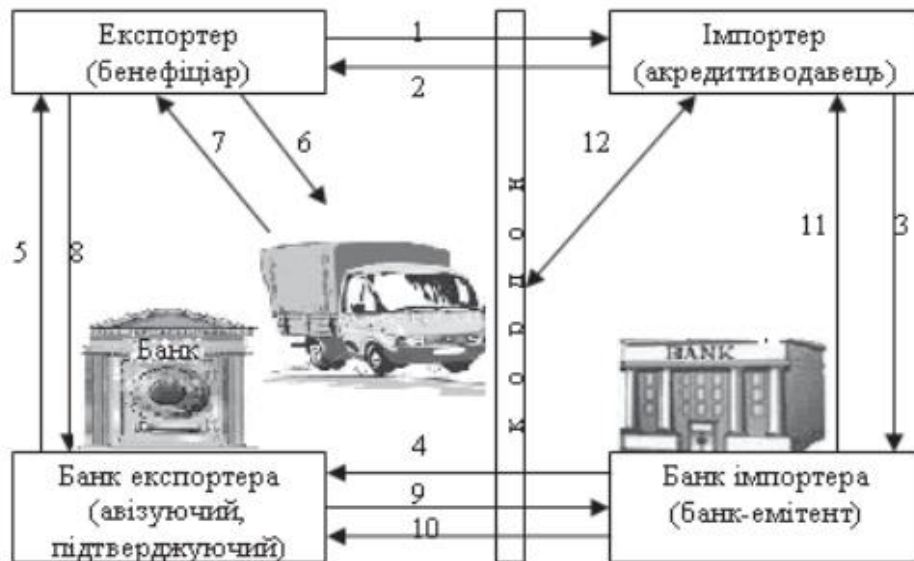 Експортер
(бенефіціар)
1
2
Імпортер
(акредитиводавець)
7
6
12
5
8
11
3
Кордон
Банк
BANK
Банк експортера
(авізуючий,
підтверджуючий)
4
9
10
Банк імпортера
(банк-емітент)